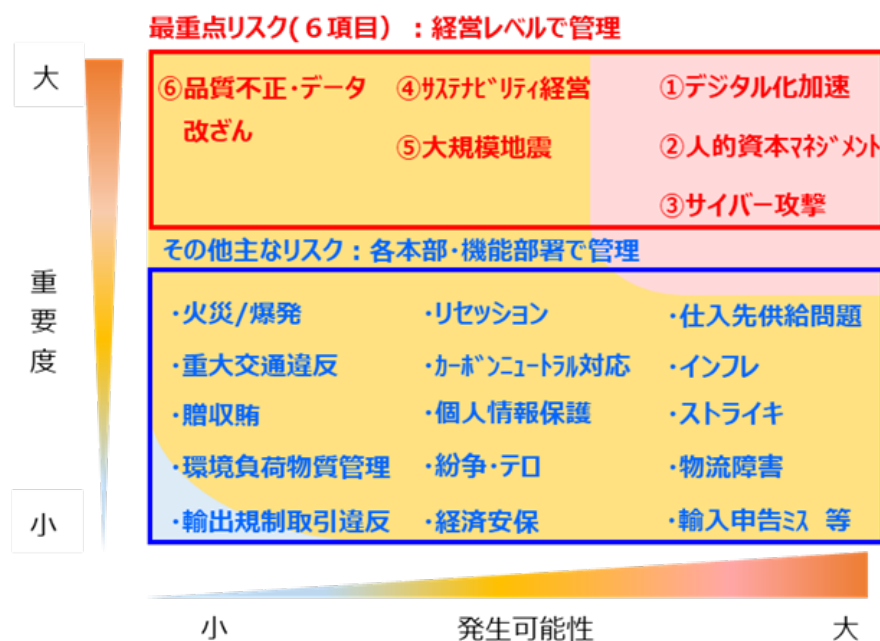 最重点リスク(６項目）：経営レベルで管理
大
⑥品質不正・データ
改ざん
④ｻｽﾃﾅﾋﾞﾘﾃｨ経営
⑤大規模地震
①デジタル化加速
②人的資本ﾏﾈｼﾞﾒﾝﾄ
③サイバー攻撃
その他主なリスク：各本部・機能部署で管理
重要度
・火災/爆発
・リセッション
・仕入先供給問題
・重大交通違反
・ｶｰﾎﾞﾝﾆｭｰﾄﾗﾙ対応
・インフレ
・贈収賄
・個人情報保護
・ストライキ
・環境負荷物質管理
・紛争・テロ
・物流障害
・輸出規制取引違反
・経済安保
・輸入申告ﾐｽ 等
小
小
発生可能性
大